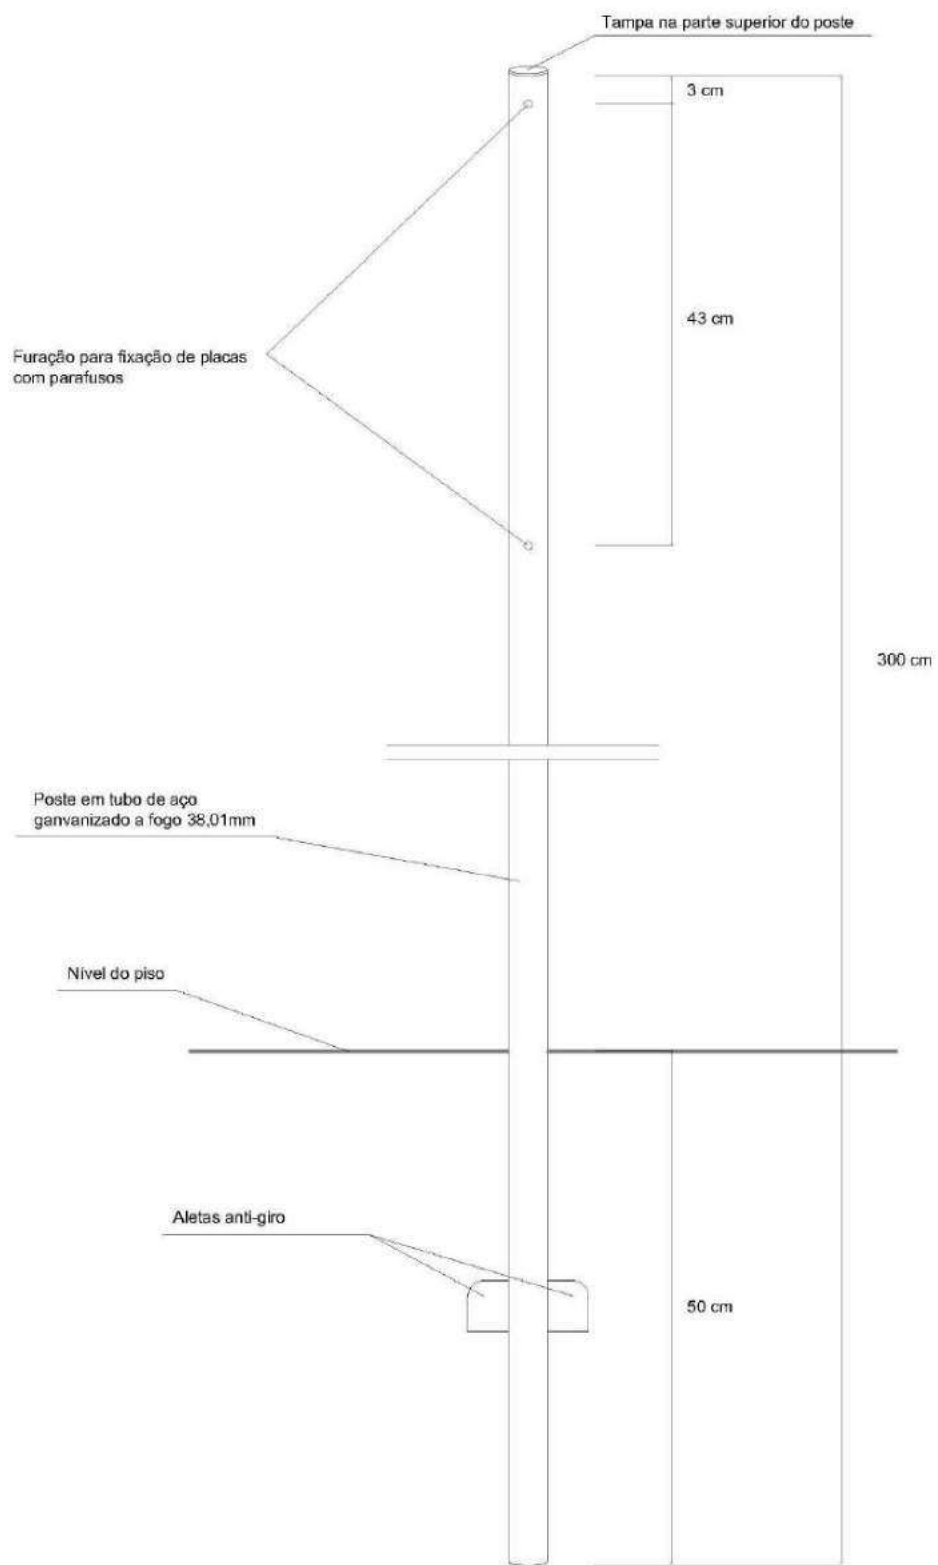 Tampa na parte superior do poste
3 cm
43 cm
Furação para fixação de placas
com parafusos
300 cm
Poste em tubo de aço
ganvanizado a fogo 38,01mm
Nível do piso
Aletas anti-giro
50 cm